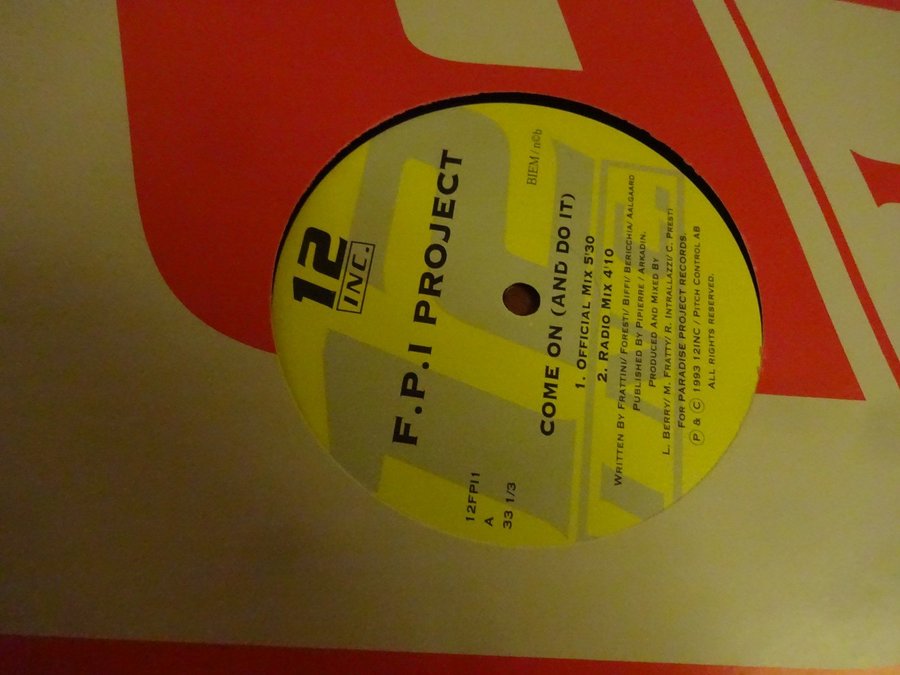 12
INC.
F.P.I PROJECT
BIEM / n©b
12FPI1
A
33 1/3
COME ON (AND DO IT)
1. OFFICIAL MIX 5'30
2. RADIO MIX 4'10
WRITTEN BY FRATTINI/ FORESTI/ BIFFI/ BERICCHIA/ AALGAARD
PUBLISHED BY PIPIERRE / ARKADIN.
PRODUCED AND MIXED BY
L. BERRY/ M. FRATTY/ R. INTRALLAZZI/ C. PRESTI
FOR PARADISE PROJECT RECORDS.
℗ & © 1993 12INC / PITCH CONTROL AB
ALL RIGHTS RESERVED.